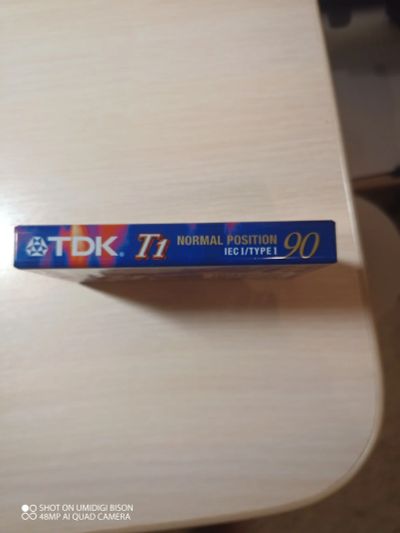 TDK. T1 NORMAL POSITION 90
IEC I/TYPE I
SHOT ON UMIDIGI BISON
48MP AI QUAD CAMERA